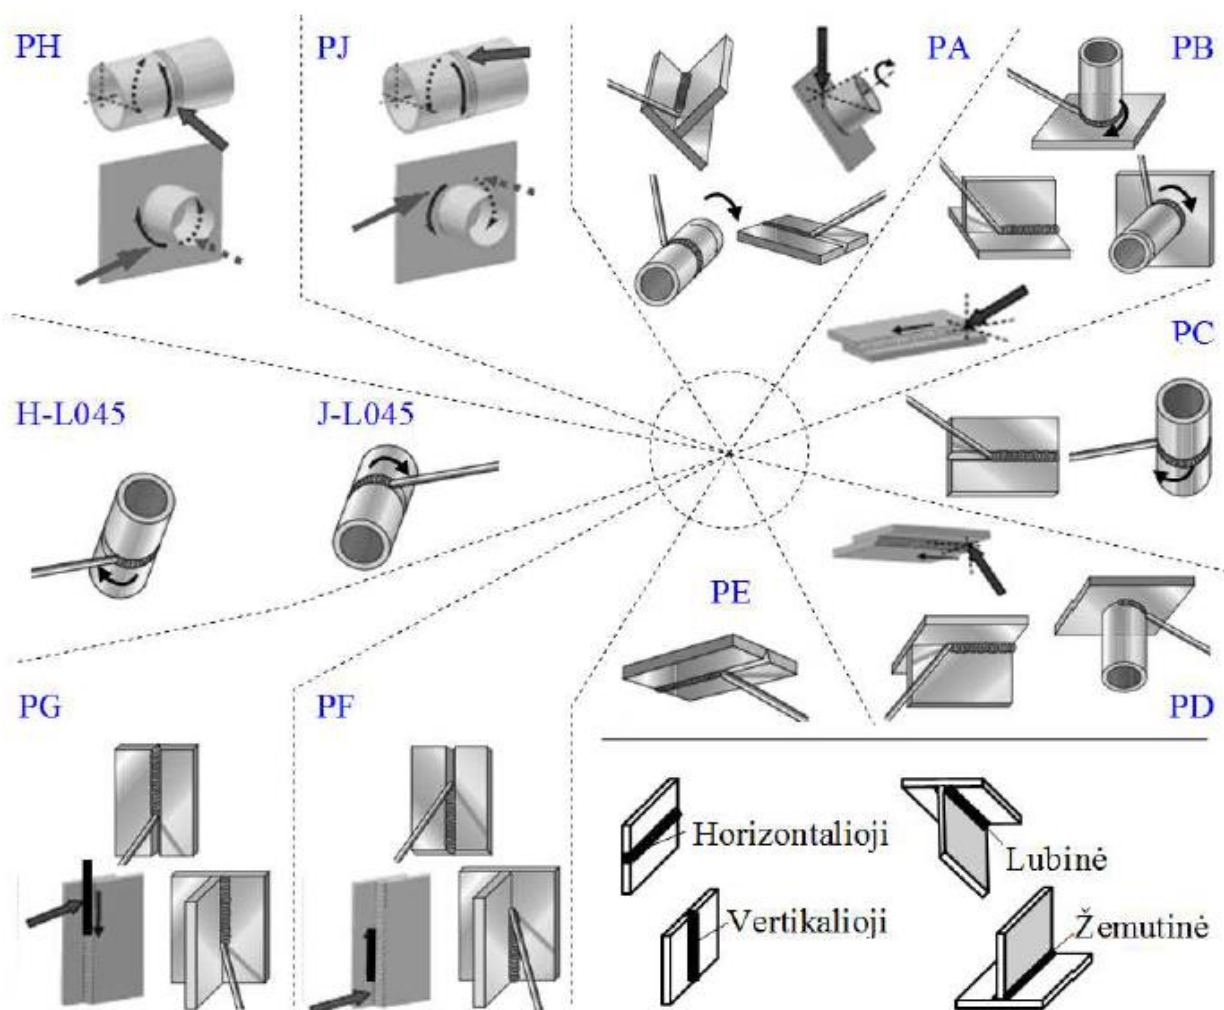 PH
PJ
PA
PB
PC
H-L045
J-L045
PE
PD
PG
PF
Horizontalioji
Lubinė
Vertikalioji
Žemutinė